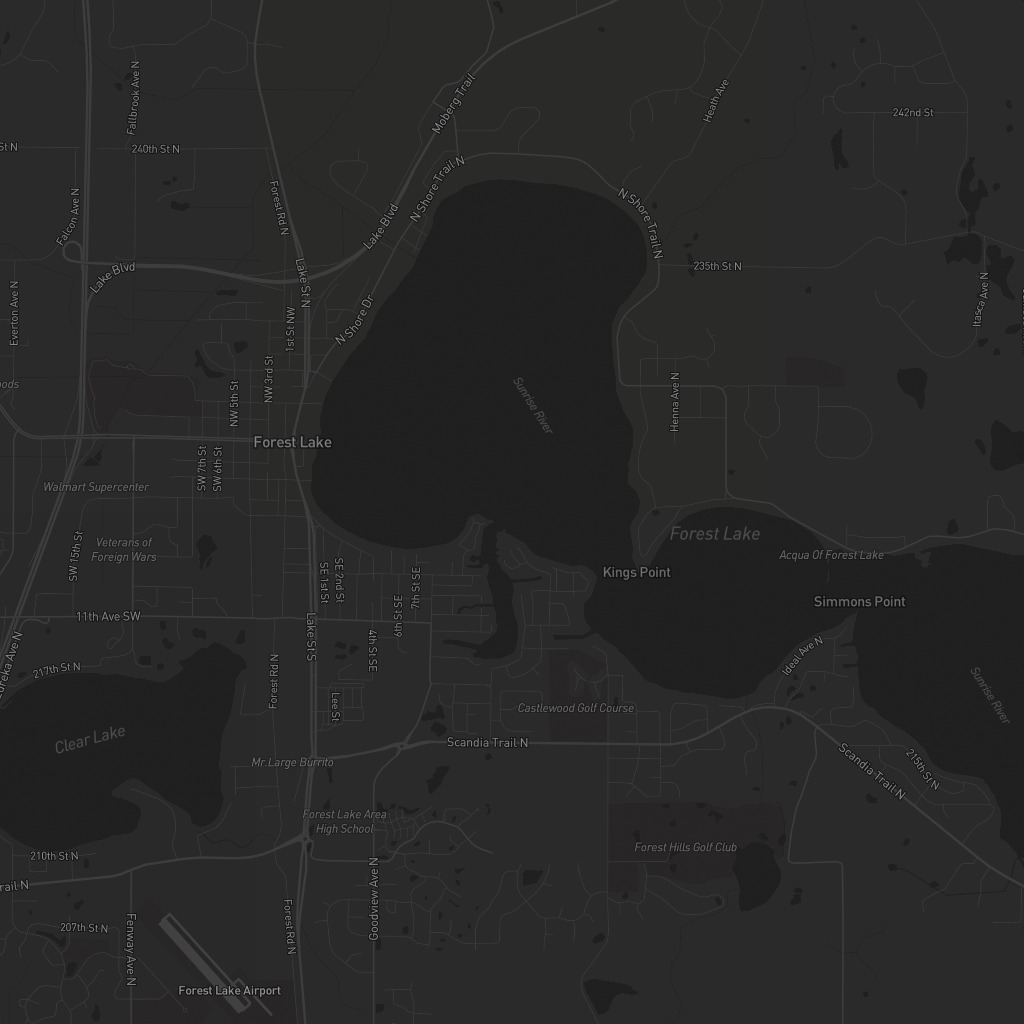 Fallbrook Ave N
Moberg Trail
Heath Ave
242nd St
St N
240th St N
N Shore Trail N
Forest Rd N
Falcon Ave N
Lake Blvd
N Shore Trail N
Lake Blvd
235th St N
Lake St N
Itasca Ave N
Everton Ave N
1st St NW
N Shore Dr
NW 3rd St
NW 5th St
Henna Ave N
Sunrise River
Forest Lake
SW 7th St
SW 6th St
Walmart Supercenter
Forest Lake
Veterans of
Foreign Wars
SW 15th St
Acqua Of Forest Lake
SE 1st St
SE 2nd St
7th St SE
Kings Point
6th St SE
Simmons Point
11th Ave SW
Lake St S
4th St SE
Ideal Ave N
217th St N
Forest Rd N
Sunrise River
Lee St
Castlewood Golf Course
Clear Lake
Scandia Trail N
Mr.Large Burrito
Scandia Trail N
215th St N
Forest Lake Area
High School
Forest Hills Golf Club
210th St N
rail N
Goodview Ave N
207th St N
Fenway Ave N
Forest Rd N
Forest Lake Airport